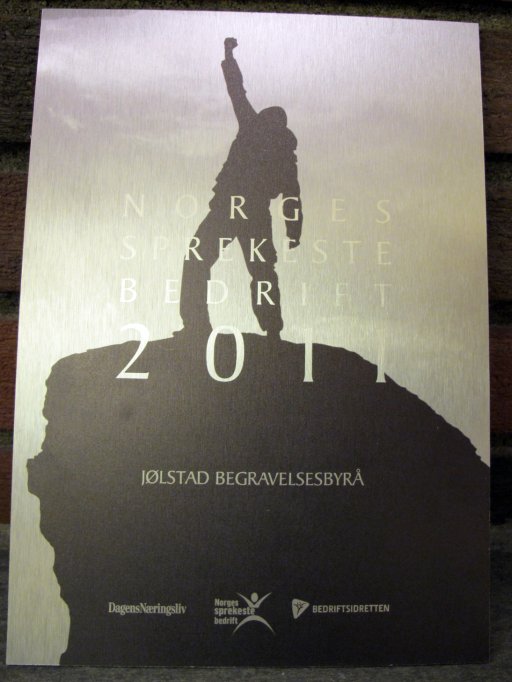 NORGES
SPREKESTE
BEDRIFT
2011
JØLSTAD BEGRAVELSESBYRÅ
DagensNæringsliv
Norges
sprekeste
bedrift
BEDRIFTSIDRETTEN